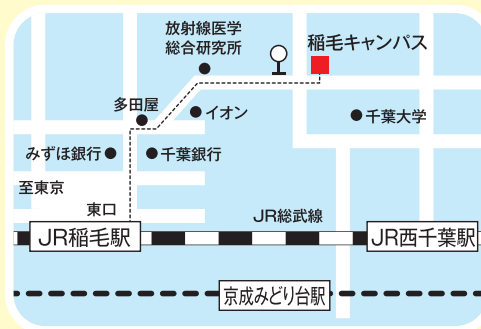 放射線医学
総合研究所
稲毛キャンパス
多田屋
イオン
千葉大学
みずほ銀行
千葉銀行
至東京
東口
JR総武線
JR稲毛駅
JR西千葉駅
京成みどり台駅